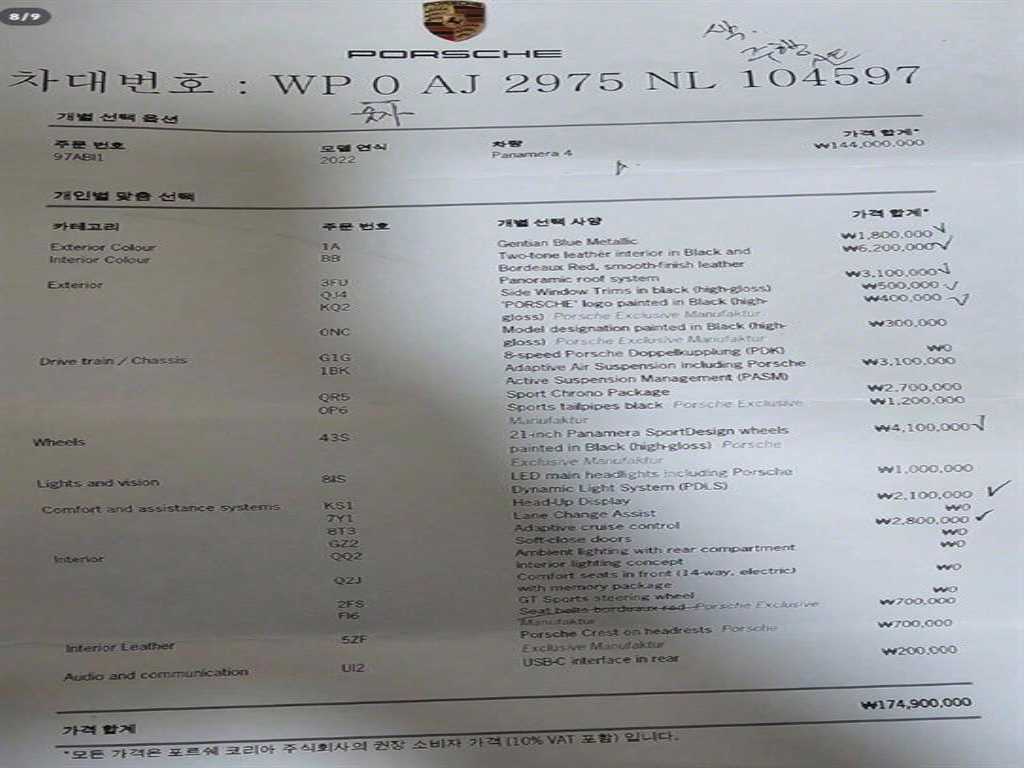 8/9
PORSCHE
차대번호 : WP 0 AJ 2975 NL 104597
개별 선택 옵션
주문 번호 모델 연식 차량 가격 합계*
97ABI1 2022 Panamera 4 ₩144,000,000
개인별 맞춤 선택
카테고리 주문 번호 개별 선택 사양 가격 합계*
Exterior Colour 1A Gentian Blue Metallic ₩1,800,000
Interior Colour BB Two-tone leather interior in Black and ₩6,200,000
Bordeaux Red, smooth-finish leather
Exterior 3FU Panoramic roof system ₩3,100,000
QJ4 Side Window Trims in black (high-gloss) ₩500,000
KQ2 "PORSCHE" logo painted in Black (high- ₩400,000
gloss) Porsche Exclusive Manufaktur
0NC Model designation painted in Black (high- ₩300,000
gloss) Porsche Exclusive Manufaktur
Drive train / Chassis G1G 8-speed Porsche Doppelkupplung (PDK) ₩0
1BK Adaptive Air Suspension including Porsche ₩3,100,000
Active Suspension Management (PASM)
QR5 Sport Chrono Package ₩2,700,000
0P6 Sports tailpipes black Porsche Exclusive ₩1,200,000
Manufaktur
Wheels 43S 21-inch Panamera SportDesign wheels ₩4,100,000
painted in Black (high-gloss) Porsche
Exclusive Manufaktur
Lights and vision 8IS LED main headlights including Porsche ₩1,000,000
Dynamic Light System (PDLS)
Comfort and assistance systems KS1 Head-Up Display ₩2,100,000
7Y1 Lane Change Assist ₩0
8T3 Adaptive cruise control ₩2,800,000
GZ2 Soft-close doors ₩0
Interior QQ2 Ambient lighting with rear compartment ₩0
Interior lighting concept
Q2J Comfort seats in front (14-way, electric) ₩0
with memory package
2FS GT Sports steering wheel ₩0
FI6 Seat belts bordeaux red Porsche Exclusive ₩700,000
Manufaktur
Interior Leather 5ZF Porsche Crest on headrests Porsche ₩700,000
Exclusive Manufaktur
Audio and communication UI2 USB-C interface in rear ₩200,000
가격 합계 ₩174,900,000
*모든 가격은 포르쉐 코리아 주식회사의 권장 소비자 가격 (10% VAT 포함) 입니다.